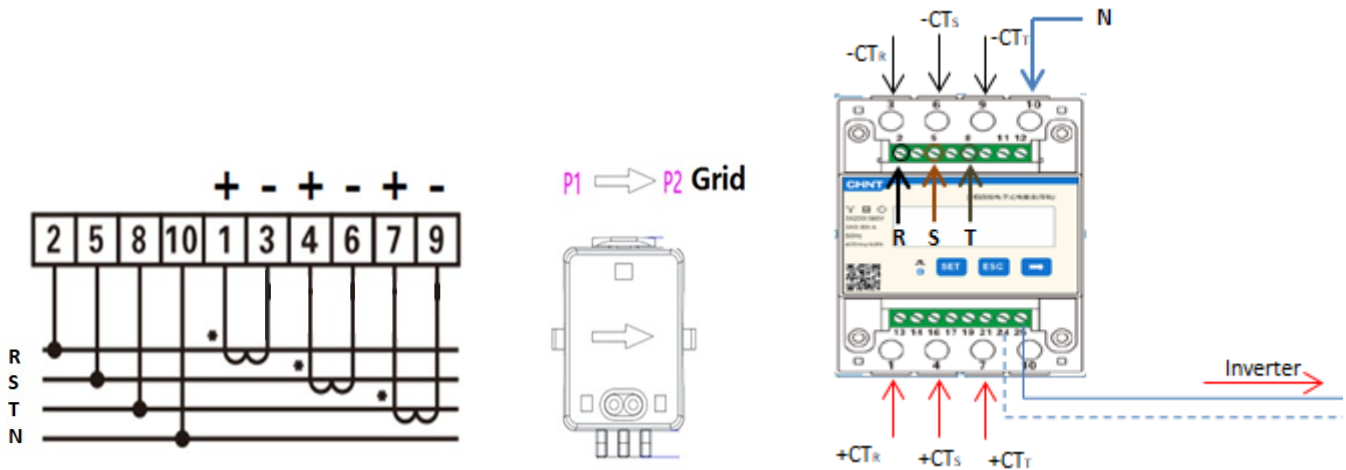 + - + - + -
2 5 8 10 1 3 4 6 7 9
*
*
*
R
S
T
N
P1 P2 Grid
-CTR
-CTS
-CTT
N
3 6 9 10
2 5 8 11 12
CHNT
R S T
SET ESC
13 14 16 17 19 21 24 25
1 4 7 10
Inverter
+CTR
+CTS
+CTT